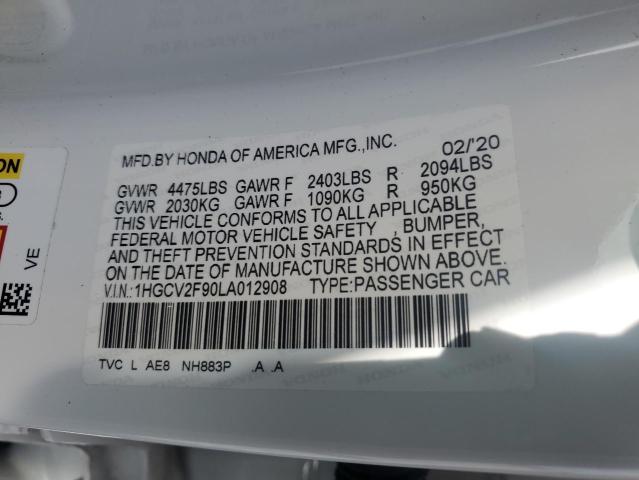 MFD.BY HONDA OF AMERICA MFG.,INC. 02/'20
GVWR 4475LBS GAWR F 2403LBS R 2094LBS
GVWR 2030KG GAWR F 1090KG R 950KG
THIS VEHICLE CONFORMS TO ALL APPLICABLE
FEDERAL MOTOR VEHICLE SAFETY , BUMPER,
AND THEFT PREVENTION STANDARDS IN EFFECT
ON THE DATE OF MANUFACTURE SHOWN ABOVE.
V.I.N.:1HGCV2F90LA012908 TYPE:PASSENGER CAR
TVC L AE8 NH883P .A .A
VE